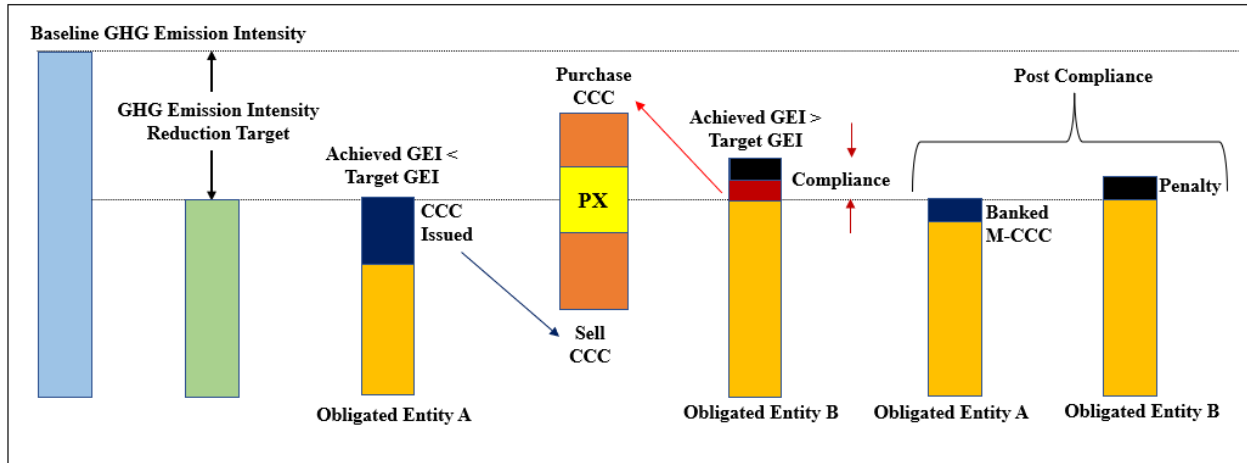 Baseline GHG Emission Intensity
GHG Emission Intensity
Reduction Target
Achieved GEI <
Target GEI
CCC
Issued
Obligated Entity A
Purchase
CCC
PX
Sell
CCC
Achieved GEI >
Target GEI
Compliance
Obligated Entity B
Post Compliance
Banked
M-CCC
Obligated Entity A
Penalty
Obligated Entity B